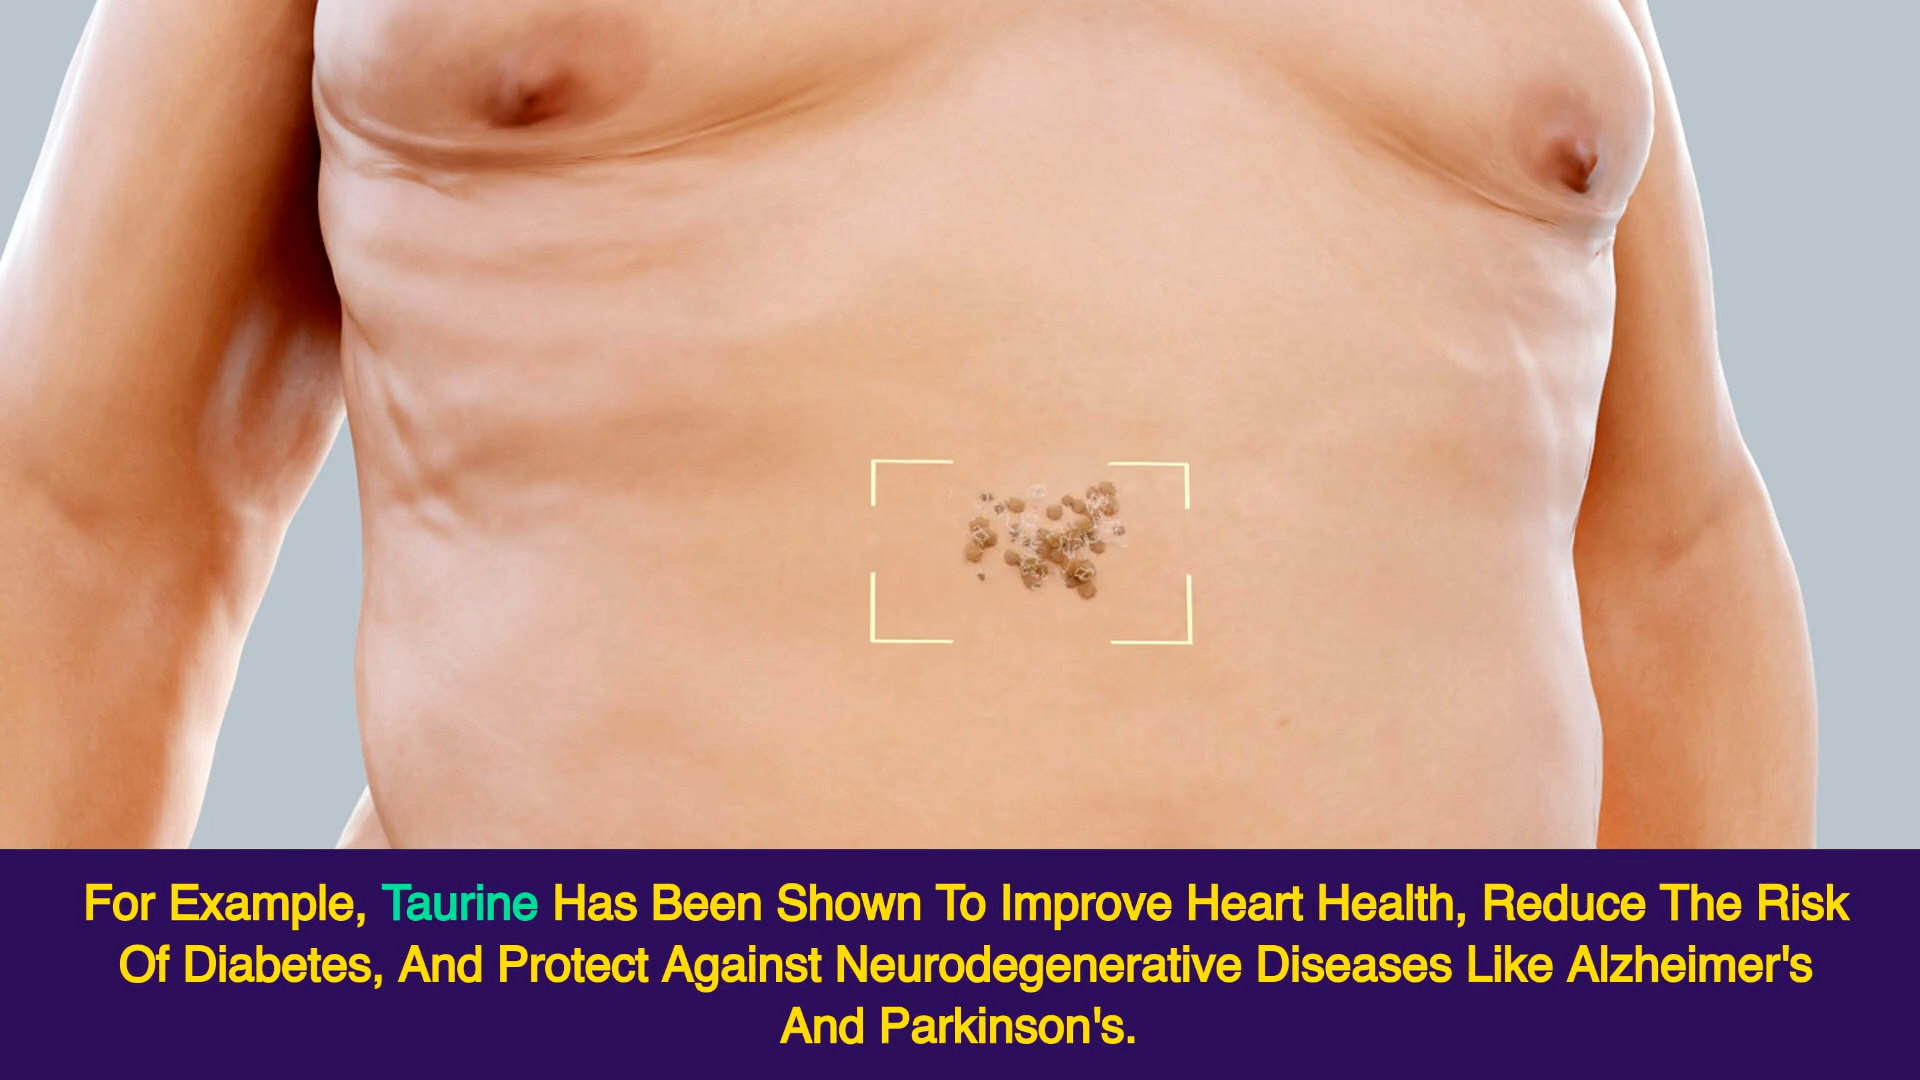 For Example, Taurine Has Been Shown To Improve Heart Health, Reduce The Risk
Of Diabetes, And Protect Against Neurodegenerative Diseases Like Alzheimer's
And Parkinson's.